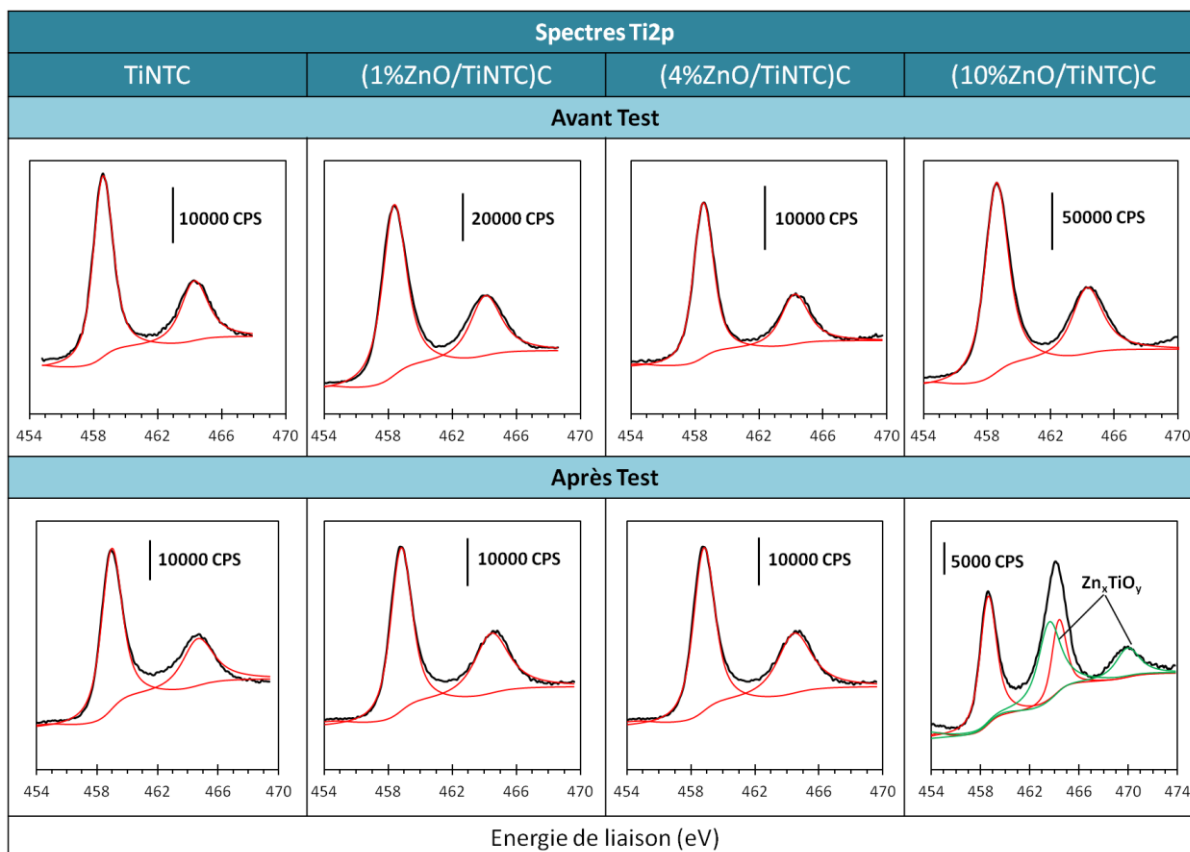 Spectres Ti2p
TiNTC (1%ZnO/TiNTC)C (4%ZnO/TiNTC)C (10%ZnO/TiNTC)C
Avant Test
10000 CPS 20000 CPS 10000 CPS 50000 CPS
454 458 462 466 470 454 458 462 466 470 454 458 462 466 470 454 458 462 466 470
Après Test
10000 CPS 10000 CPS 10000 CPS 5000 CPS ZnₓTiOᵧ
454 458 462 466 470 454 458 462 466 470 454 458 462 466 470 454 458 462 466 470 474
Energie de liaison (eV)